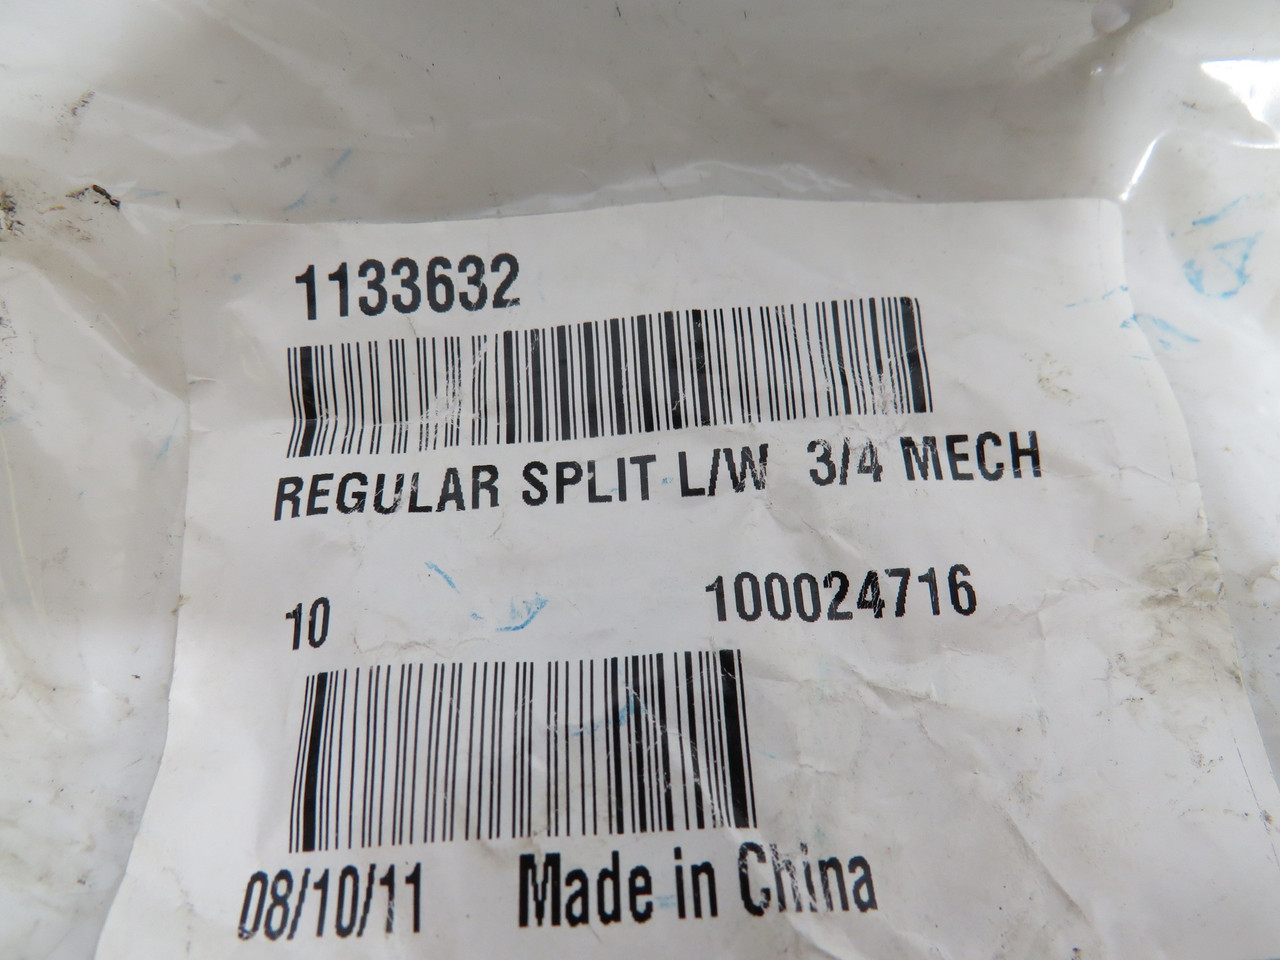 1133632
REGULAR SPLIT L/W 3/4 MECH
10 100024716
08/10/11 Made in China